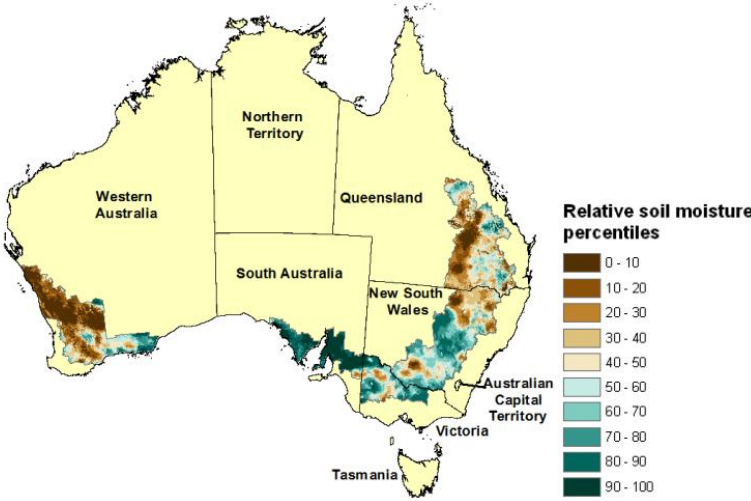 Northern
Territory
Western
Australia
Queensland
South Australia
New South
Wales
Australian
Capital
Territory
Victoria
Tasmania
Relative soil moisture
percentiles
0 - 10
10 - 20
20 - 30
30 - 40
40 - 50
50 - 60
60 - 70
70 - 80
80 - 90
90 - 100